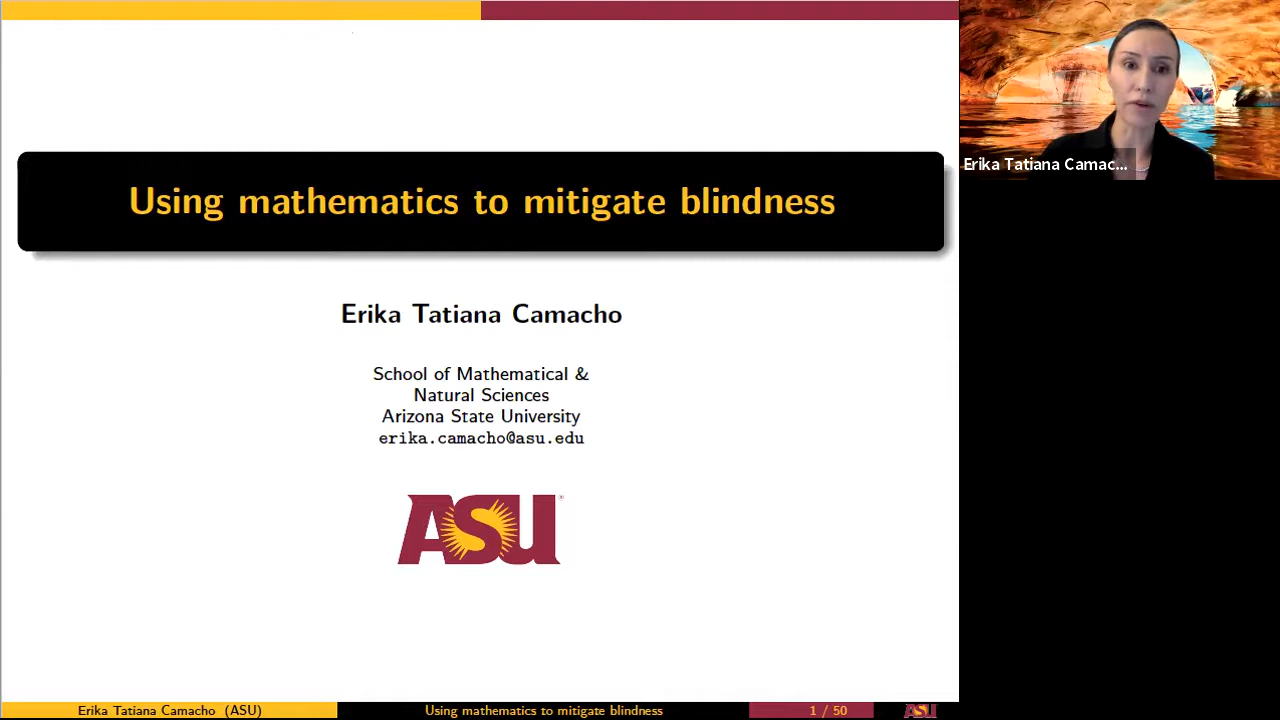 Using mathematics to mitigate blindness
Erika Tatiana Camacho
School of Mathematical &
Natural Sciences
Arizona State University
erika.camacho@asu.edu
ASU
Erika Tatiana Camacho (ASU)
Using mathematics to mitigate blindness
1 / 50
ASU
Erika Tatiana Camac...